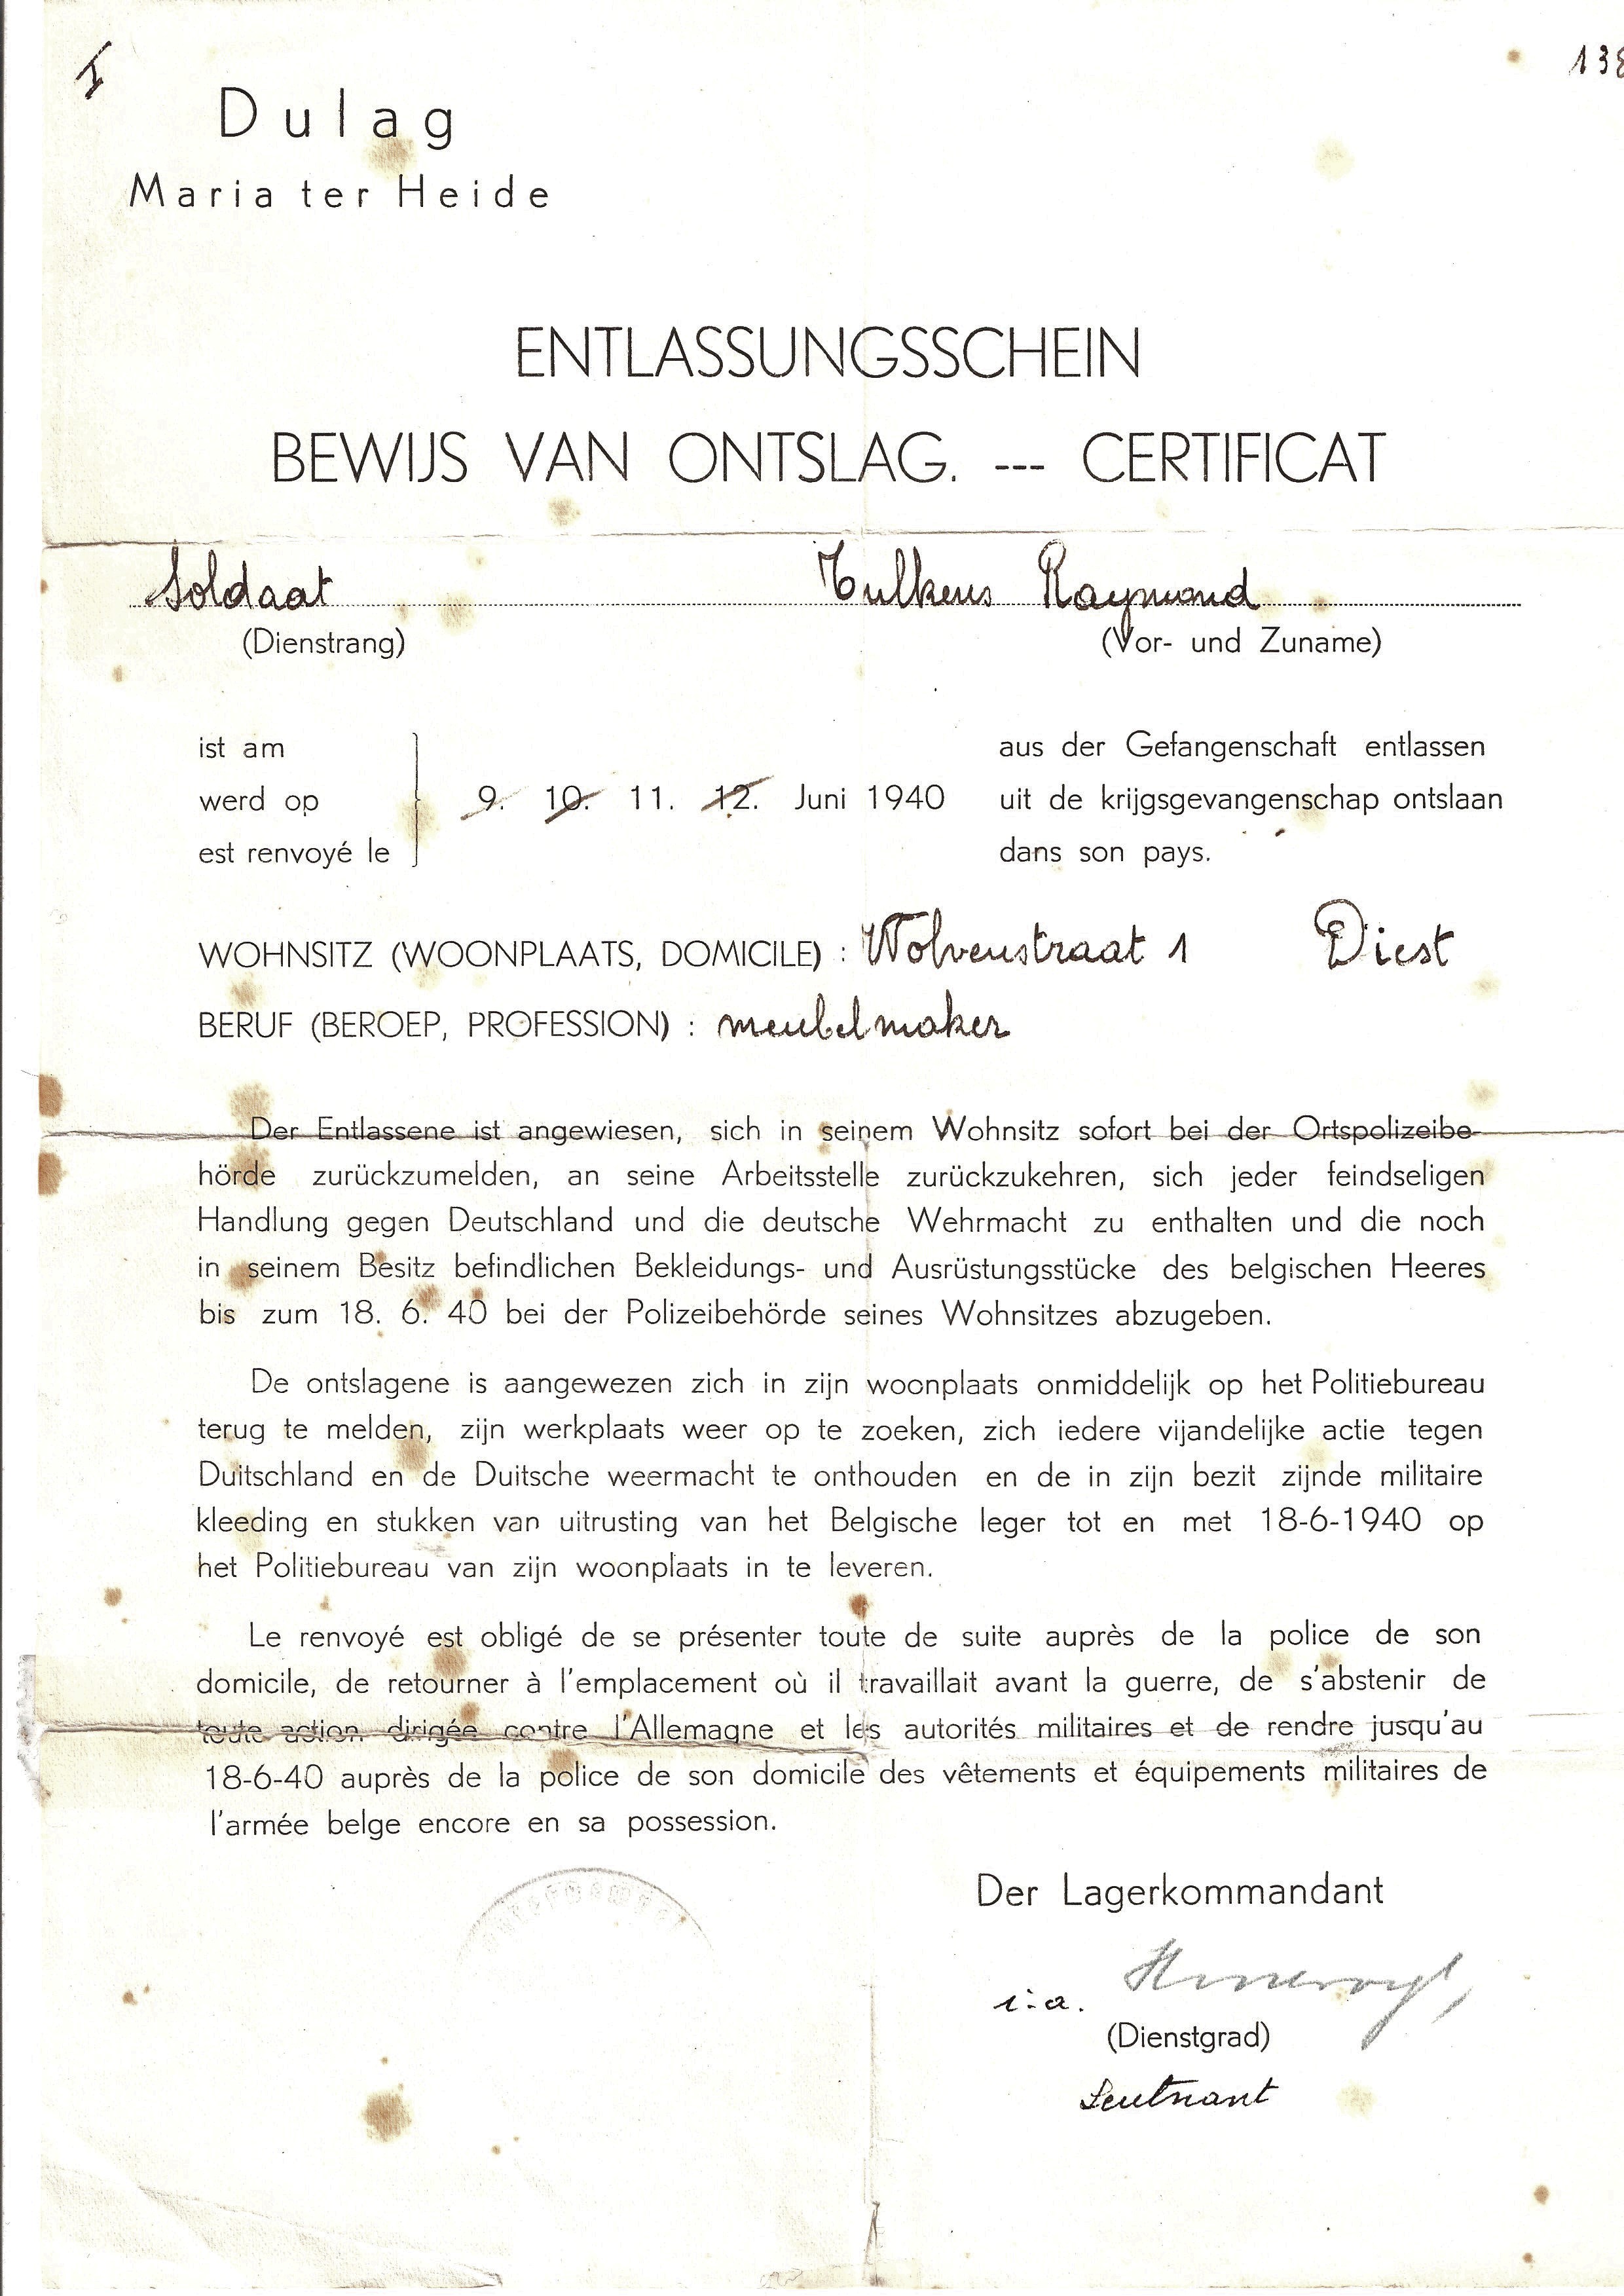 I
138
Dulag
Maria ter Heide
ENTLASSUNGSSCHEIN
BEWIJS VAN ONTSLAG. --- CERTIFICAT
Soldaat Tulkens Raymond
(Dienstrang) (Vor- und Zuname)
ist am aus der Gefangenschaft entlassen
werd op 9. 10. 11. 12. Juni 1940 uit de krijgsgevangenschap ontslaan
est renvoyé le dans son pays.
WOHNSITZ (WOONPLAATS, DOMICILE) : Wolvenstraat 1 Diest
BERUF (BEROEP, PROFESSION) : meubelmaker
Der Entlassene ist angewiesen, sich in seinem Wohnsitz sofort bei der Ortspolizeibe-
hörde zurückzumelden, an seine Arbeitsstelle zurückzukehren, sich jeder feindseligen
Handlung gegen Deutschland und die deutsche Wehrmacht zu enthalten und die noch
in seinem Besitz befindlichen Bekleidungs- und Ausrüstungsstücke des belgischen Heeres
bis zum 18. 6. 40 bei der Polizeibehörde seines Wohnsitzes abzugeben.
De ontslagene is aangewezen zich in zijn woonplaats onmiddelijk op het Politiebureau
terug te melden, zijn werkplaats weer op te zoeken, zich iedere vijandelijke actie tegen
Duitschland en de Duitsche weermacht te onthouden en de in zijn bezit zijnde militaire
kleeding en stukken van uitrusting van het Belgische leger tot en met 18-6-1940 op
het Politiebureau van zijn woonplaats in te leveren.
Le renvoyé est obligé de se présenter toute de suite auprès de la police de son
domicile, de retourner à l'emplacement où il travaillait avant la guerre, de s'abstenir de
toute action dirigée contre l'Allemagne et les autorités militaires et de rendre jusqu'au
18-6-40 auprès de la police de son domicile des vêtements et équipements militaires de
l'armée belge encore en sa possession.
Der Lagerkommandant
i.a.
(Dienstgrad)
Leutnant